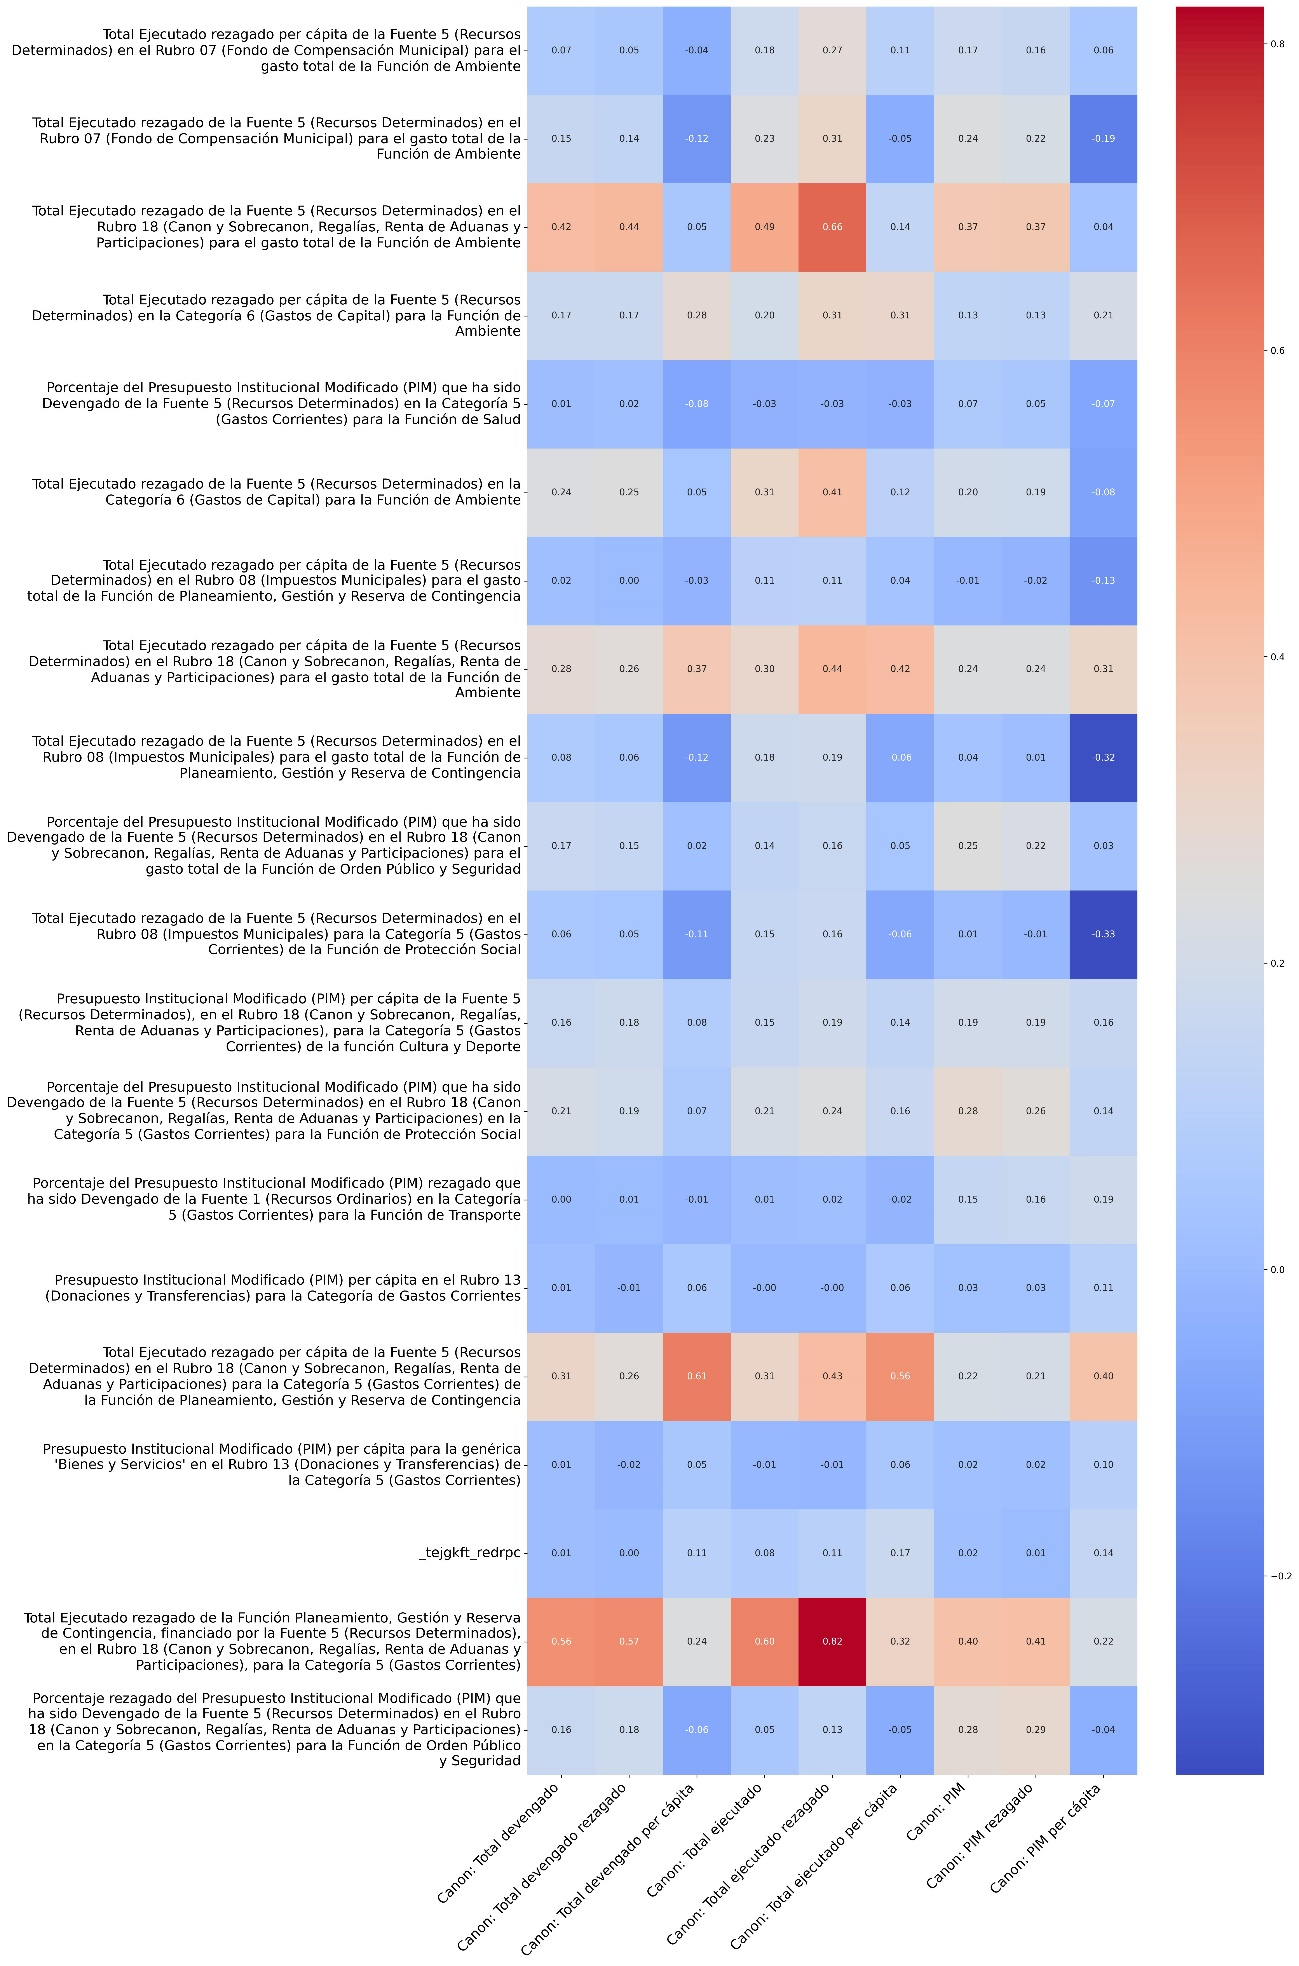 Total Ejecutado rezagado per cápita de la Fuente 5 (Recursos
Determinados) en el Rubro 07 (Fondo de Compensación Municipal) para el
gasto total de la Función de Ambiente
0.07 0.05 -0.04 0.18 0.27 0.11 0.17 0.16 0.06
Total Ejecutado rezagado de la Fuente 5 (Recursos Determinados) en el
Rubro 07 (Fondo de Compensación Municipal) para el gasto total de la
Función de Ambiente
0.15 0.14 -0.12 0.23 0.31 -0.05 0.24 0.22 -0.19
Total Ejecutado rezagado de la Fuente 5 (Recursos Determinados) en el
Rubro 18 (Canon y Sobrecanon, Regalías, Renta de Aduanas y
Participaciones) para el gasto total de la Función de Ambiente
0.42 0.44 0.05 0.49 0.66 0.14 0.37 0.37 0.04
Total Ejecutado rezagado per cápita de la Fuente 5 (Recursos
Determinados) en la Categoría 6 (Gastos de Capital) para la Función de
Ambiente
0.17 0.17 0.28 0.20 0.31 0.31 0.13 0.13 0.21
Porcentaje del Presupuesto Institucional Modificado (PIM) que ha sido
Devengado de la Fuente 5 (Recursos Determinados) en la Categoría 5
(Gastos Corrientes) para la Función de Salud
0.01 0.02 -0.08 -0.03 -0.03 -0.03 0.07 0.05 -0.07
Total Ejecutado rezagado de la Fuente 5 (Recursos Determinados) en la
Categoría 6 (Gastos de Capital) para la Función de Ambiente
0.24 0.25 0.05 0.31 0.41 0.12 0.20 0.19 -0.08
Total Ejecutado rezagado per cápita de la Fuente 5 (Recursos
Determinados) en el Rubro 08 (Impuestos Municipales) para el gasto
total de la Función de Planeamiento, Gestión y Reserva de Contingencia
0.02 0.00 -0.03 0.11 0.11 0.04 -0.01 -0.02 -0.13
Total Ejecutado rezagado per cápita de la Fuente 5 (Recursos
Determinados) en el Rubro 18 (Canon y Sobrecanon, Regalías, Renta de
Aduanas y Participaciones) para el gasto total de la Función de
Ambiente
0.28 0.26 0.37 0.30 0.44 0.42 0.24 0.24 0.31
Total Ejecutado rezagado de la Fuente 5 (Recursos Determinados) en el
Rubro 08 (Impuestos Municipales) para el gasto total de la Función de
Planeamiento, Gestión y Reserva de Contingencia
0.08 0.06 -0.12 0.18 0.19 -0.06 0.04 0.01 -0.32
Porcentaje del Presupuesto Institucional Modificado (PIM) que ha sido
Devengado de la Fuente 5 (Recursos Determinados) en el Rubro 18 (Canon
y Sobrecanon, Regalías, Renta de Aduanas y Participaciones) para el
gasto total de la Función de Orden Público y Seguridad
0.17 0.15 0.02 0.14 0.16 0.05 0.25 0.22 0.03
Total Ejecutado rezagado de la Fuente 5 (Recursos Determinados) en el
Rubro 08 (Impuestos Municipales) para la Categoría 5 (Gastos
Corrientes) de la Función de Protección Social
0.06 0.05 -0.11 0.15 0.16 -0.06 0.01 -0.01 -0.33
Presupuesto Institucional Modificado (PIM) per cápita de la Fuente 5
(Recursos Determinados), en el Rubro 18 (Canon y Sobrecanon, Regalías,
Renta de Aduanas y Participaciones), para la Categoría 5 (Gastos
Corrientes) de la función Cultura y Deporte
0.16 0.18 0.08 0.15 0.19 0.14 0.19 0.19 0.16
Porcentaje del Presupuesto Institucional Modificado (PIM) que ha sido
Devengado de la Fuente 5 (Recursos Determinados) en el Rubro 18 (Canon
y Sobrecanon, Regalías, Renta de Aduanas y Participaciones) en la
Categoría 5 (Gastos Corrientes) para la Función de Protección Social
0.21 0.19 0.07 0.21 0.24 0.16 0.28 0.26 0.14
Porcentaje del Presupuesto Institucional Modificado (PIM) rezagado que
ha sido Devengado de la Fuente 1 (Recursos Ordinarios) en la Categoría
5 (Gastos Corrientes) para la Función de Transporte
0.00 0.01 -0.01 0.01 0.02 -0.02 0.15 0.16 0.19
Presupuesto Institucional Modificado (PIM) per cápita en el Rubro 13
(Donaciones y Transferencias) para la Categoría de Gastos Corrientes
0.01 -0.01 0.06 -0.00 -0.00 0.06 0.03 0.03 0.11
Total Ejecutado rezagado per cápita de la Fuente 5 (Recursos
Determinados) en el Rubro 18 (Canon y Sobrecanon, Regalías, Renta de
Aduanas y Participaciones) para la Categoría 5 (Gastos Corrientes) de
la Función de Planeamiento, Gestión y Reserva de Contingencia
0.31 0.26 0.61 0.31 0.43 0.56 0.22 0.21 0.40
Presupuesto Institucional Modificado (PIM) per cápita para la genérica
'Bienes y Servicios' en el Rubro 13 (Donaciones y Transferencias) de
la Categoría 5 (Gastos Corrientes)
0.01 -0.02 0.05 -0.01 -0.01 0.06 0.02 0.02 0.10
_tejgkft_redrpc
0.01 0.00 0.11 0.08 0.11 0.17 0.02 0.01 0.14
Total Ejecutado rezagado de la Función Planeamiento, Gestión y Reserva
de Contingencia, financiado por la Fuente 5 (Recursos Determinados),
en el Rubro 18 (Canon y Sobrecanon, Regalías, Renta de Aduanas y
Participaciones), para la Categoría 5 (Gastos Corrientes)
0.56 0.57 0.24 0.60 0.82 0.32 0.40 0.41 0.22
Porcentaje rezagado del Presupuesto Institucional Modificado (PIM) que
ha sido Devengado de la Fuente 5 (Recursos Determinados) en el Rubro
18 (Canon y Sobrecanon, Regalías, Renta de Aduanas y Participaciones)
en la Categoría 5 (Gastos Corrientes) para la Función de Orden Público
y Seguridad
0.16 0.18 -0.06 0.05 0.13 -0.05 0.28 0.29 -0.04
Canon: Total devengado
Canon: Total devengado rezagado
Canon: Total devengado per cápita
Canon: Total ejecutado
Canon: Total ejecutado rezagado
Canon: Total ejecutado per cápita
Canon: PIM
Canon: PIM rezagado
Canon: PIM per cápita
0.8
0.6
0.4
0.2
0.0
−0.2